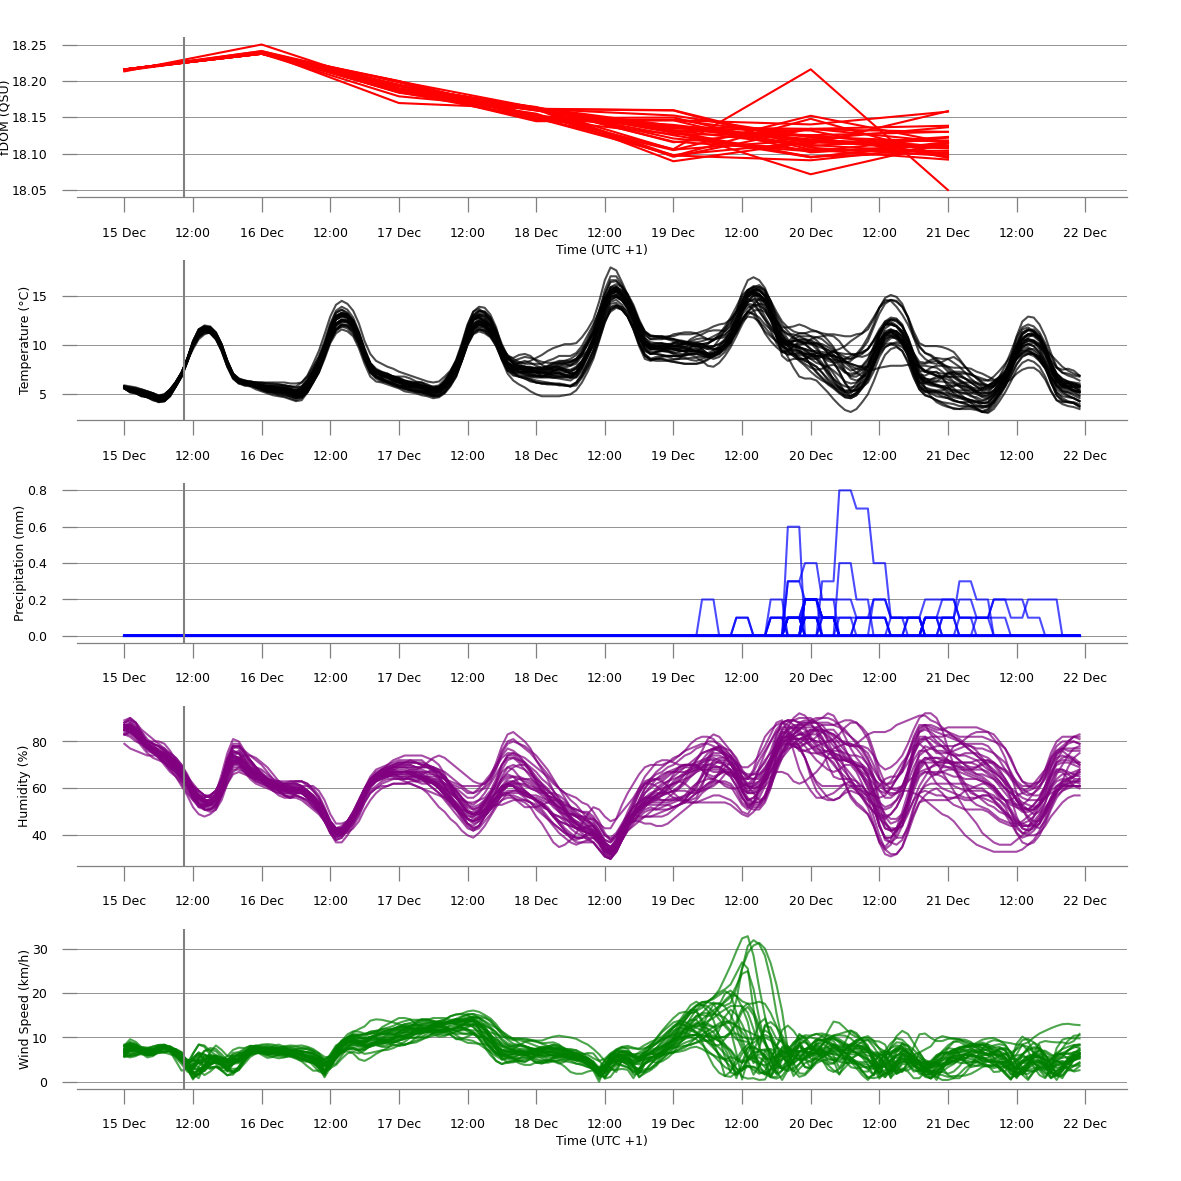 18.25
18.20
18.15
18.10
18.05
fDOM (QSU)
15 Dec 12:00 16 Dec 12:00 17 Dec 12:00 18 Dec 12:00 19 Dec 12:00 20 Dec 12:00 21 Dec 12:00 22 Dec
Time (UTC +1)
15
10
5
Temperature (°C)
15 Dec 12:00 16 Dec 12:00 17 Dec 12:00 18 Dec 12:00 19 Dec 12:00 20 Dec 12:00 21 Dec 12:00 22 Dec
0.8
0.6
0.4
0.2
0.0
Precipitation (mm)
15 Dec 12:00 16 Dec 12:00 17 Dec 12:00 18 Dec 12:00 19 Dec 12:00 20 Dec 12:00 21 Dec 12:00 22 Dec
80
60
40
Humidity (%)
15 Dec 12:00 16 Dec 12:00 17 Dec 12:00 18 Dec 12:00 19 Dec 12:00 20 Dec 12:00 21 Dec 12:00 22 Dec
30
20
10
0
Wind Speed (km/h)
15 Dec 12:00 16 Dec 12:00 17 Dec 12:00 18 Dec 12:00 19 Dec 12:00 20 Dec 12:00 21 Dec 12:00 22 Dec
Time (UTC +1)